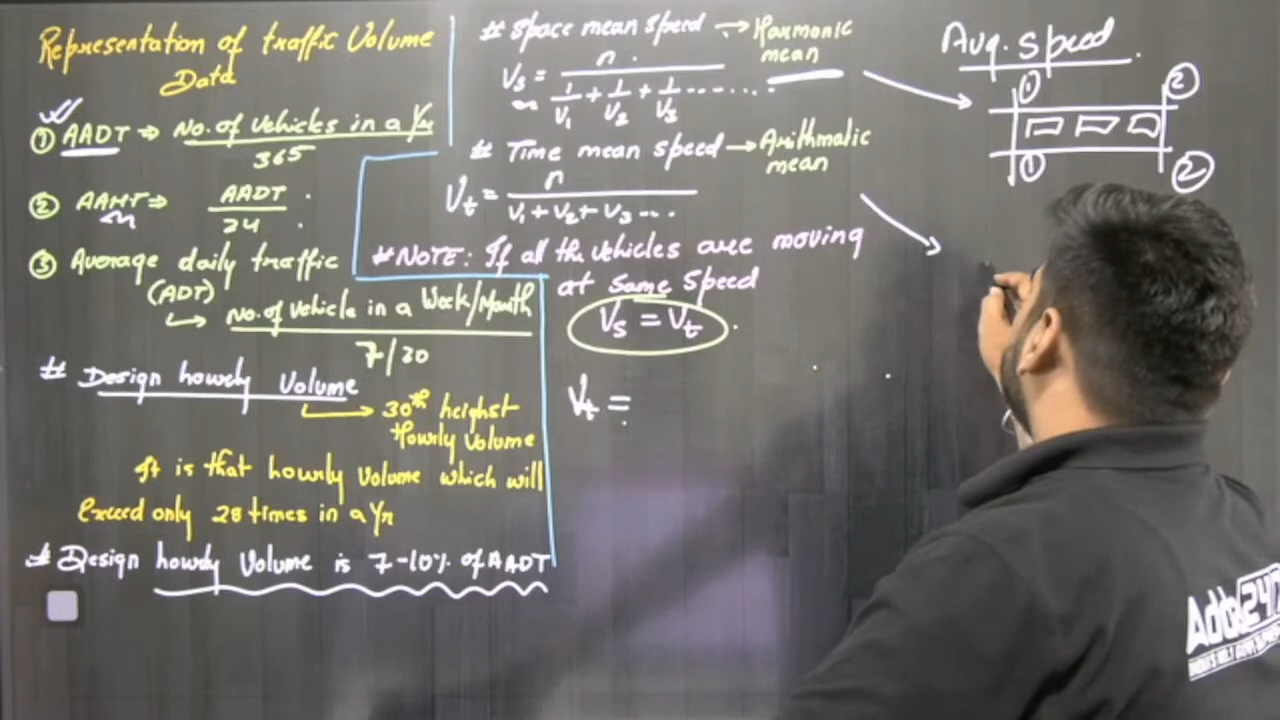 Representation of traffic Volume
Data
① AADT ⇒ No. of Vehicles in a Yr
365
② AAHT ⇒ AADT
24
③ Average daily traffic
(ADT)
↳ No. of Vehicle in a Week/Month
7/30
# Design hourly Volume
→ 30th heighst
Hourly Volume
It is that hourly Volume which will
Exceed only 28 times in a Yr
# Design hourly Volume is 7-10% of AADT
# Space mean speed → Harmonic
mean
Vs = n
1/V1 + 1/V2 + 1/V3 .......
# Time mean speed → Arithmatic
mean
Vt = n
V1 + V2 + V3 ...
# NOTE: If all the vehicles are moving
at same speed
Vs = Vt
Vt =
Avg. Speed
① ②
① ②
Adda247